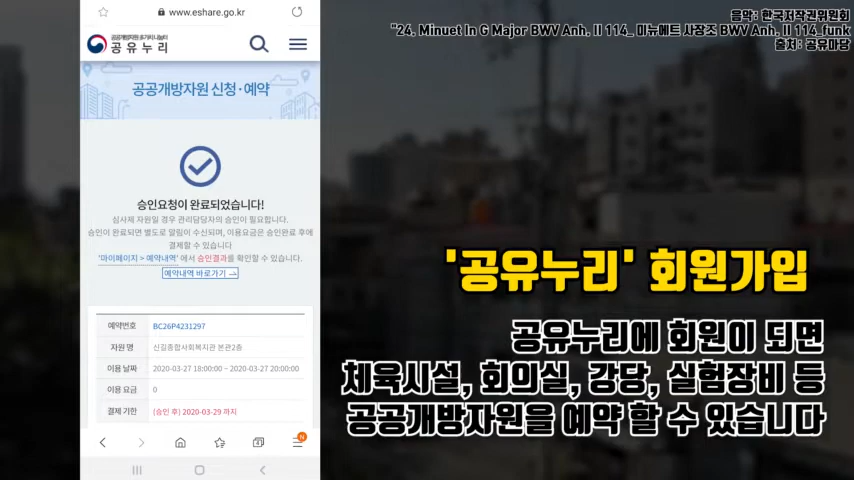 www.eshare.go.kr
공공개방자원 공유기지 나눔터
공유누리
공공개방자원 신청·예약
승인요청이 완료되었습니다!
심사제 자원일 경우 관리담당자의 승인이 필요합니다.
승인이 완료되면 별도로 알림이 수신되며, 이용요금은 승인완료 후에
결제할 수 있습니다
'마이페이지 > 예약내역' 에서 승인결과를 확인할 수 있습니다.
예약내역 바로가기 →
예약번호 BC26P4231297
자원 명 신길종합사회복지관 본관2층
이용 날짜 2020-03-27 18:00:00 ~ 2020-03-27 20:00:00
이용 요금 0
결제 기한 (승인 후) 2020-03-29 까지
N
음악: 한국저작권위원회
"24. Minuet In G Major BWV Anh. II 114_ 미뉴에트 사장조 BWV Anh. II 114_funk
출처: 공유마당
'공유누리' 회원가입
공유누리에 회원이 되면
체육시설, 회의실, 강당, 실험장비 등
공공개방자원을 예약 할 수 있습니다